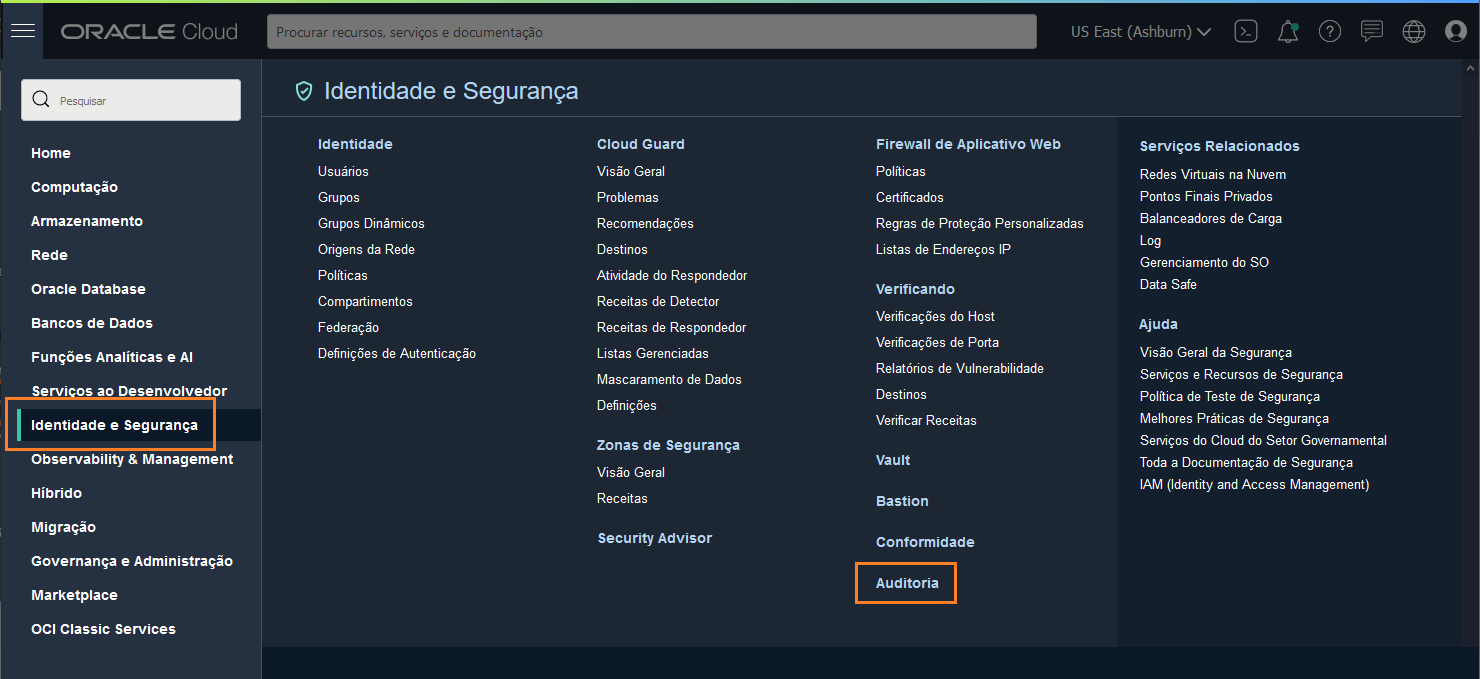 ORACLE Cloud
Procurar recursos, serviços e documentação
US East (Ashburn)
Pesquisar
Home
Computação
Armazenamento
Rede
Oracle Database
Bancos de Dados
Funções Analíticas e AI
Serviços ao Desenvolvedor
Identidade e Segurança
Observability & Management
Híbrido
Migração
Governança e Administração
Marketplace
OCI Classic Services
Identidade e Segurança
Identidade
Usuários
Grupos
Grupos Dinâmicos
Origens da Rede
Políticas
Compartimentos
Federação
Definições de Autenticação
Cloud Guard
Visão Geral
Problemas
Recomendações
Destinos
Atividade do Respondedor
Receitas de Detector
Receitas de Respondedor
Listas Gerenciadas
Mascaramento de Dados
Definições
Zonas de Segurança
Visão Geral
Receitas
Security Advisor
Firewall de Aplicativo Web
Políticas
Certificados
Regras de Proteção Personalizadas
Listas de Endereços IP
Verificando
Verificações do Host
Verificações de Porta
Relatórios de Vulnerabilidade
Destinos
Verificar Receitas
Vault
Bastion
Conformidade
Auditoria
Serviços Relacionados
Redes Virtuais na Nuvem
Pontos Finais Privados
Balanceadores de Carga
Log
Gerenciamento do SO
Data Safe
Ajuda
Visão Geral da Segurança
Serviços e Recursos de Segurança
Política de Teste de Segurança
Melhores Práticas de Segurança
Serviços do Cloud do Setor Governamental
Toda a Documentação de Segurança
IAM (Identity and Access Management)